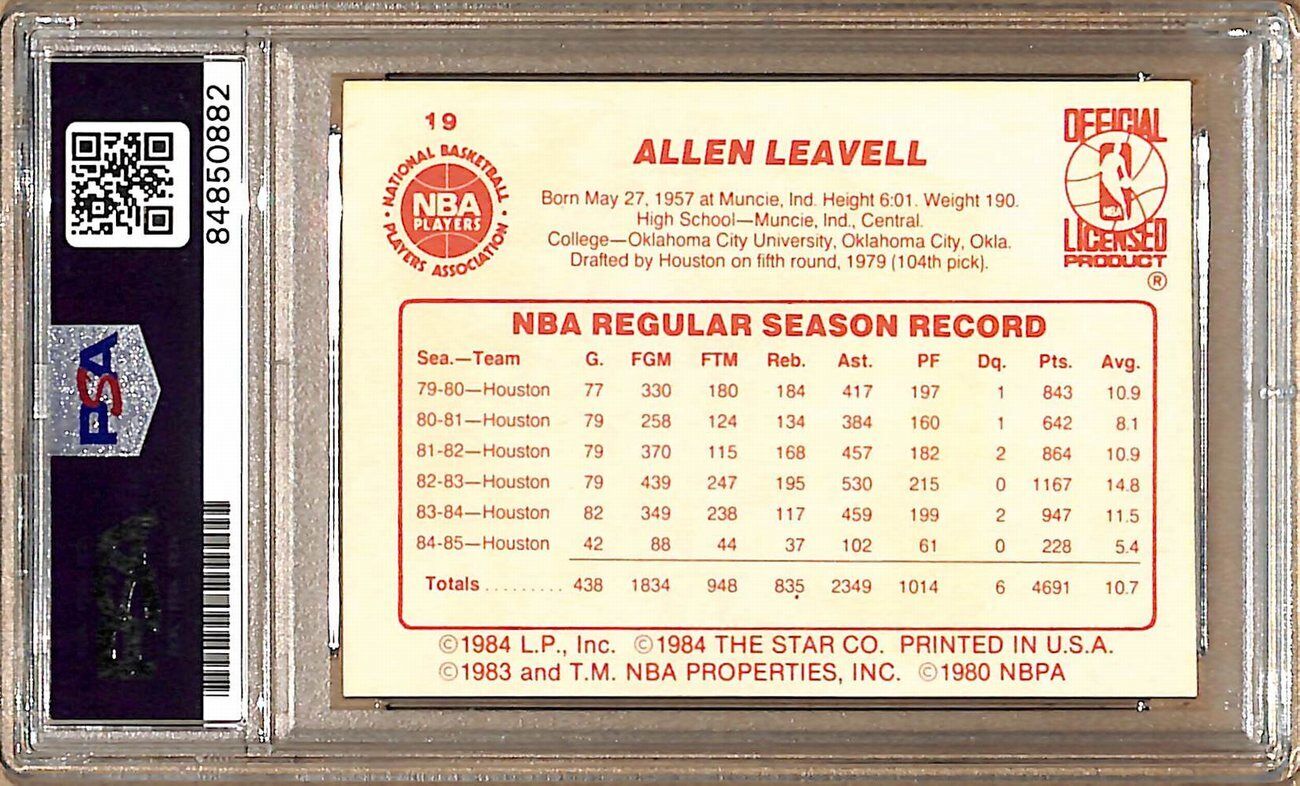 84850882
PSA
19
NATIONAL BASKETBALL
NBA
PLAYERS
PLAYERS ASSOCIATION
ALLEN LEAVELL
Born May 27, 1957 at Muncie, Ind. Height 6:01. Weight 190.
High School—Muncie, Ind., Central.
College—Oklahoma City University, Oklahoma City, Okla.
Drafted by Houston on fifth round, 1979 (104th pick).
OFFICIAL
NBA
LICENSED
PRODUCT
®
NBA REGULAR SEASON RECORD
Sea.—Team G. FGM FTM Reb. Ast. PF Dq. Pts. Avg.
79-80—Houston 77 330 180 184 417 197 1 843 10.9
80-81—Houston 79 258 124 134 384 160 1 642 8.1
81-82—Houston 79 370 115 168 457 182 2 864 10.9
82-83—Houston 79 439 247 195 530 215 0 1167 14.8
83-84—Houston 82 349 238 117 459 199 2 947 11.5
84-85—Houston 42 88 44 37 102 61 0 228 5.4
Totals ......... 438 1834 948 835 2349 1014 6 4691 10.7
©1984 L.P., Inc. ©1984 THE STAR CO. PRINTED IN U.S.A.
©1983 and T.M. NBA PROPERTIES, INC. ©1980 NBPA